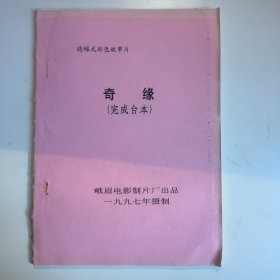 遮幅式彩色故事片
奇缘
(完成台本)
峨眉电影制片厂出品
一九九七年摄制